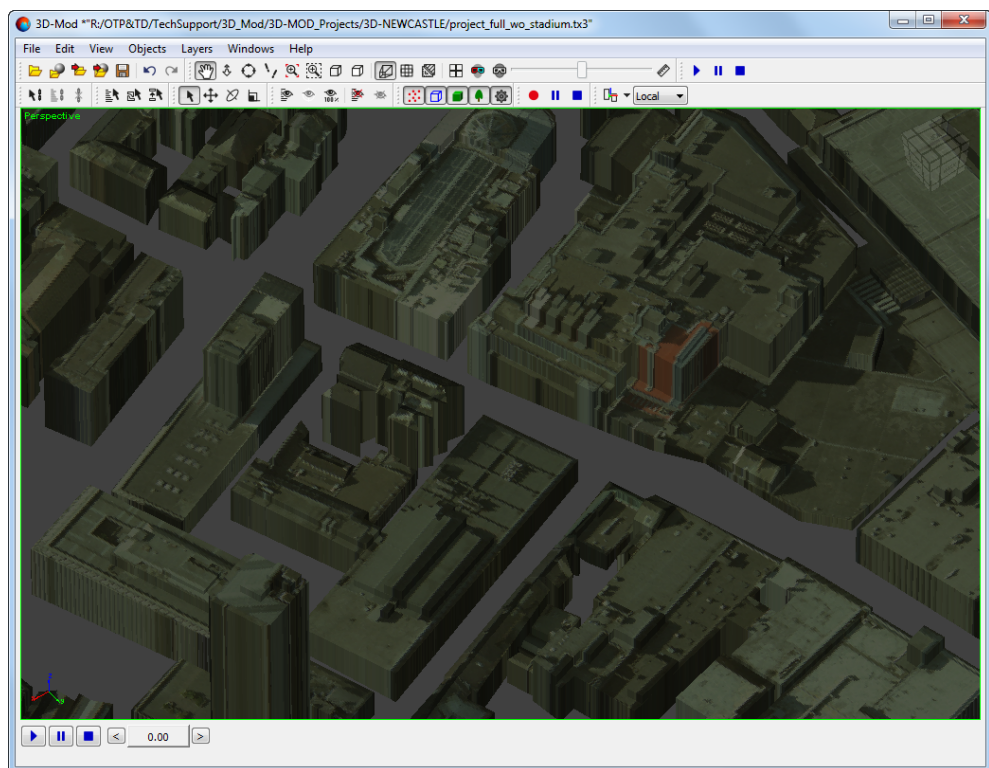 3D-Mod *"R:/OTP&TD/TechSupport/3D_Mod/3D-MOD_Projects/3D-NEWCASTLE/project_full_wo_stadium.tx3"
File Edit View Objects Layers Windows Help
100%
Local
Perspective
z
y
< 0.00 >